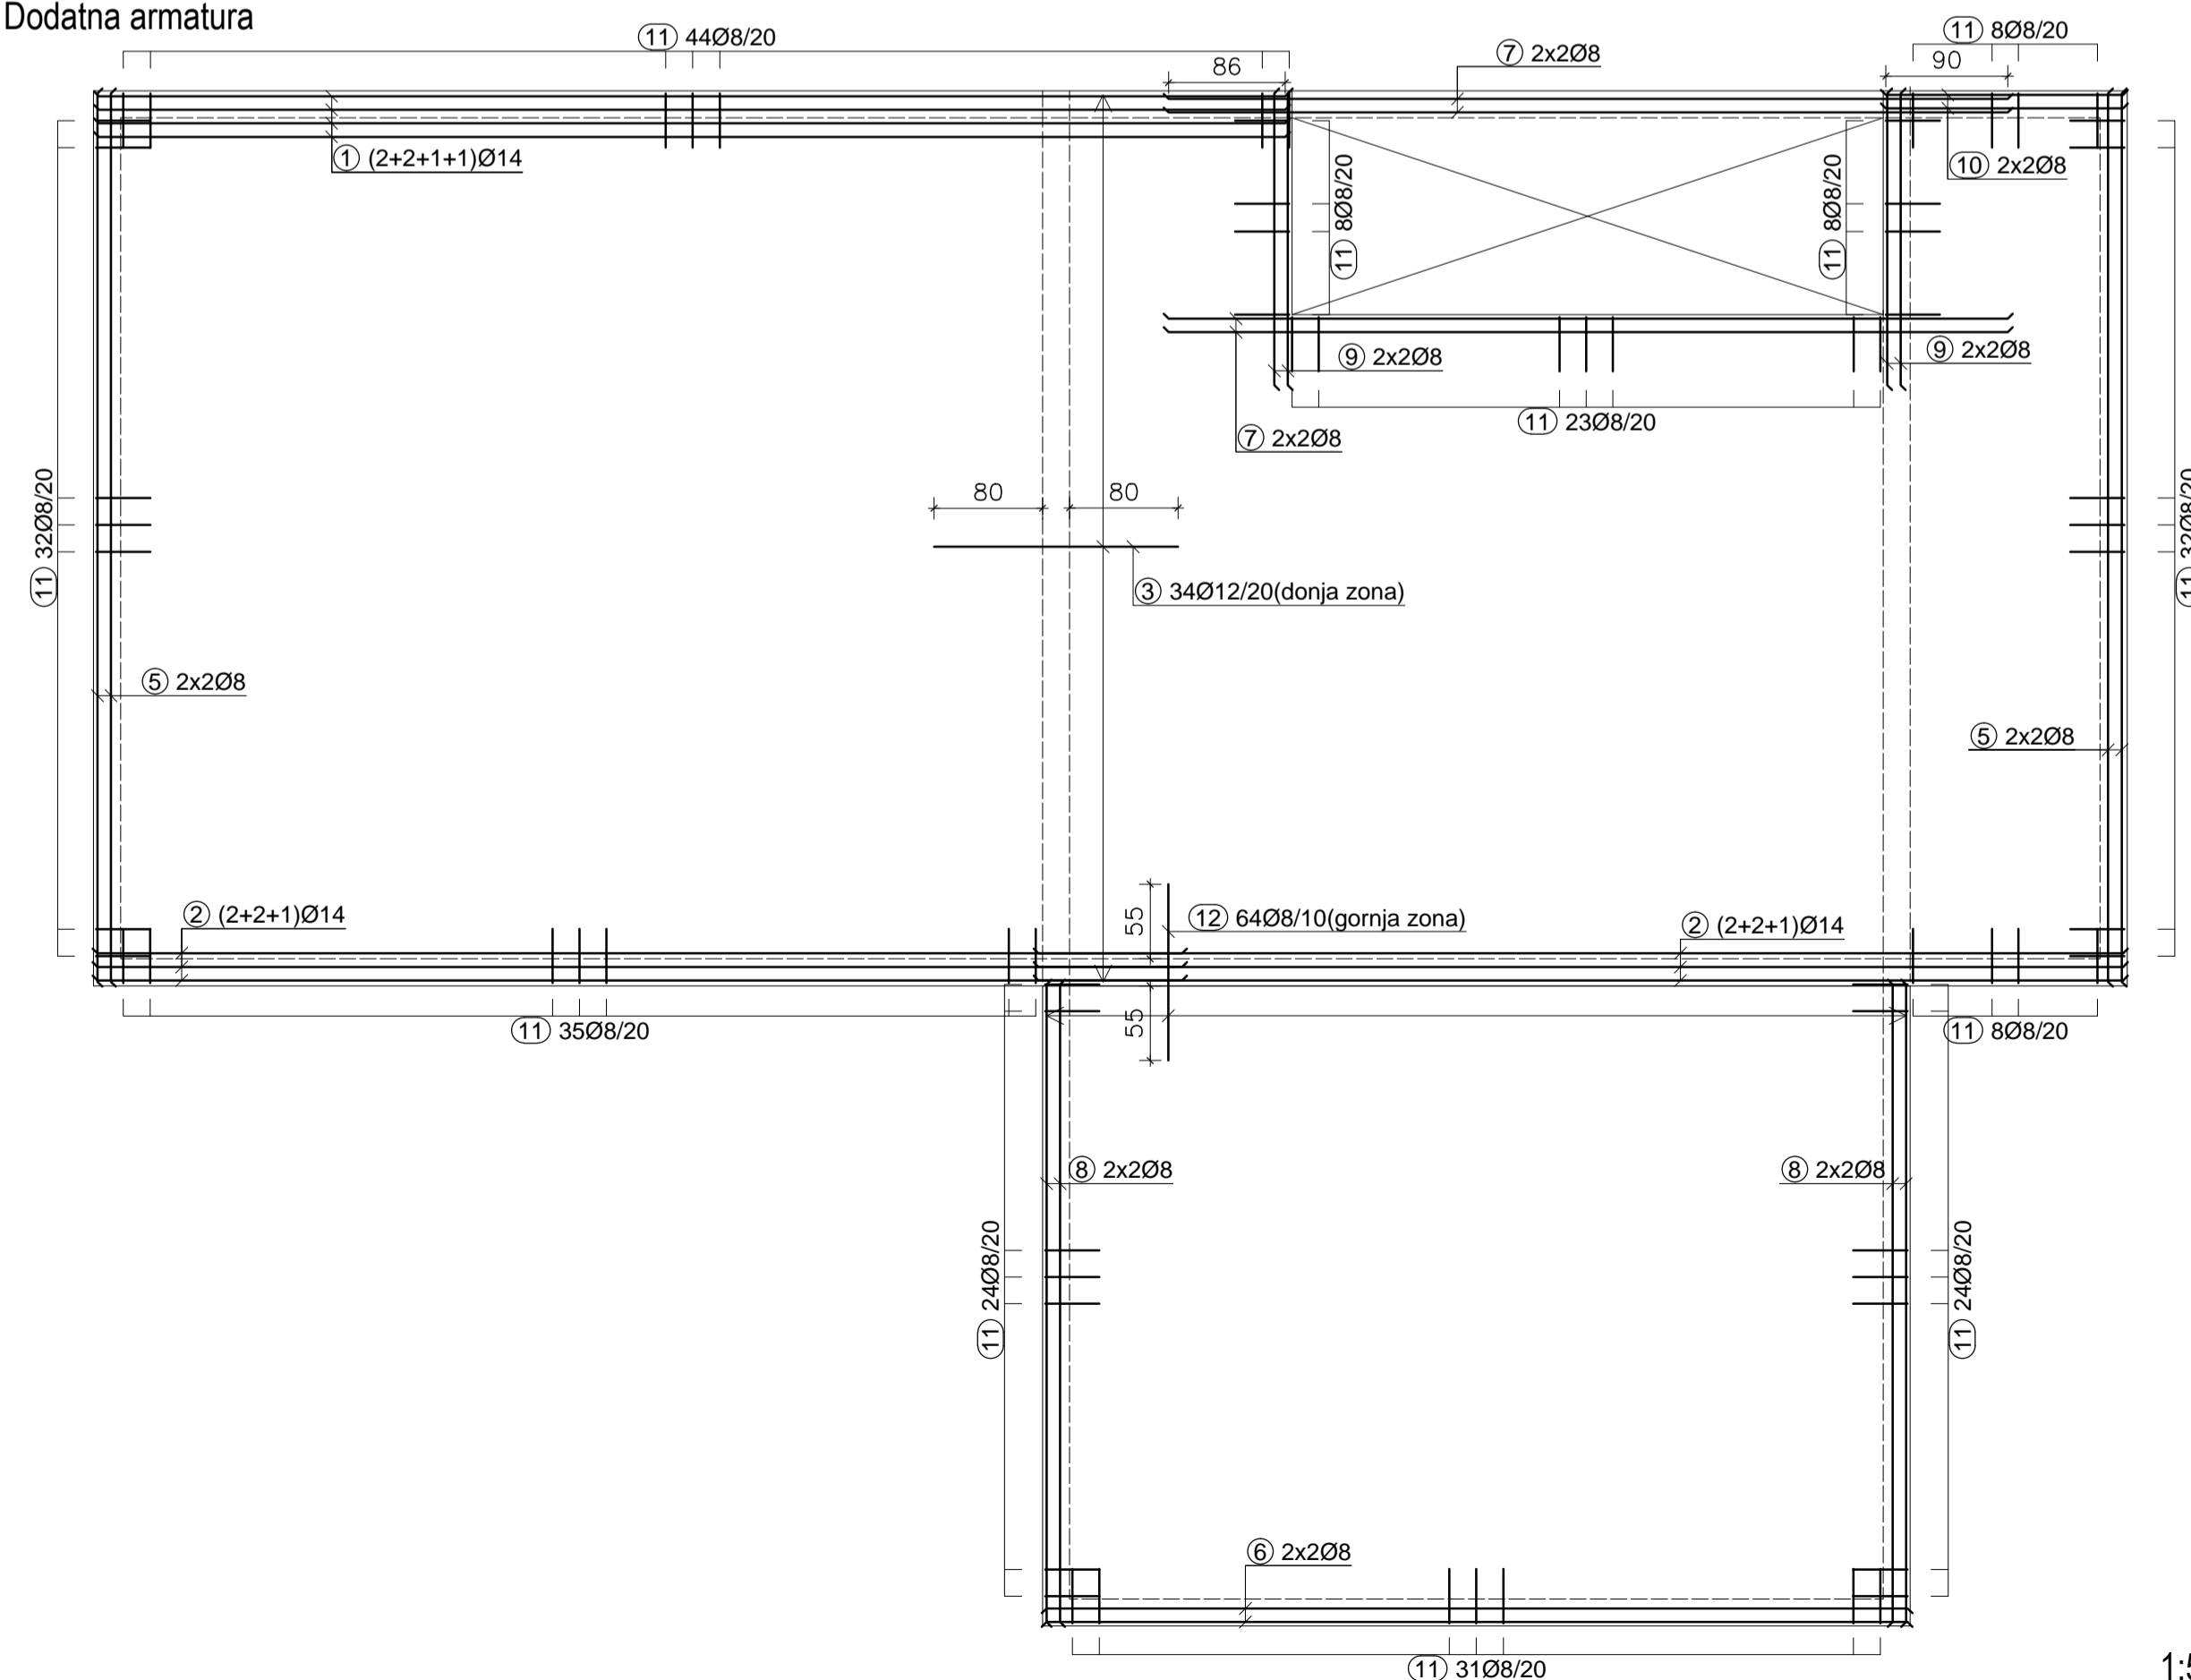 Dodatna armatura
11 44Ø8/20
11 8Ø8/20
7 2x2Ø8
86
90
1 (2+2+1+1)Ø14
10 2x2Ø8
11 8Ø8/20
11 8Ø8/20
9 2x2Ø8
9 2x2Ø8
11 23Ø8/20
7 2x2Ø8
11 32Ø8/20
80
80
11 32Ø8/20
3 34Ø12/20(donja zona)
5 2x2Ø8
5 2x2Ø8
2 (2+2+1)Ø14
55
12 64Ø8/10(gornja zona)
2 (2+2+1)Ø14
11 35Ø8/20
55
11 8Ø8/20
8 2x2Ø8
8 2x2Ø8
11 24Ø8/20
11 24Ø8/20
6 2x2Ø8
11 31Ø8/20